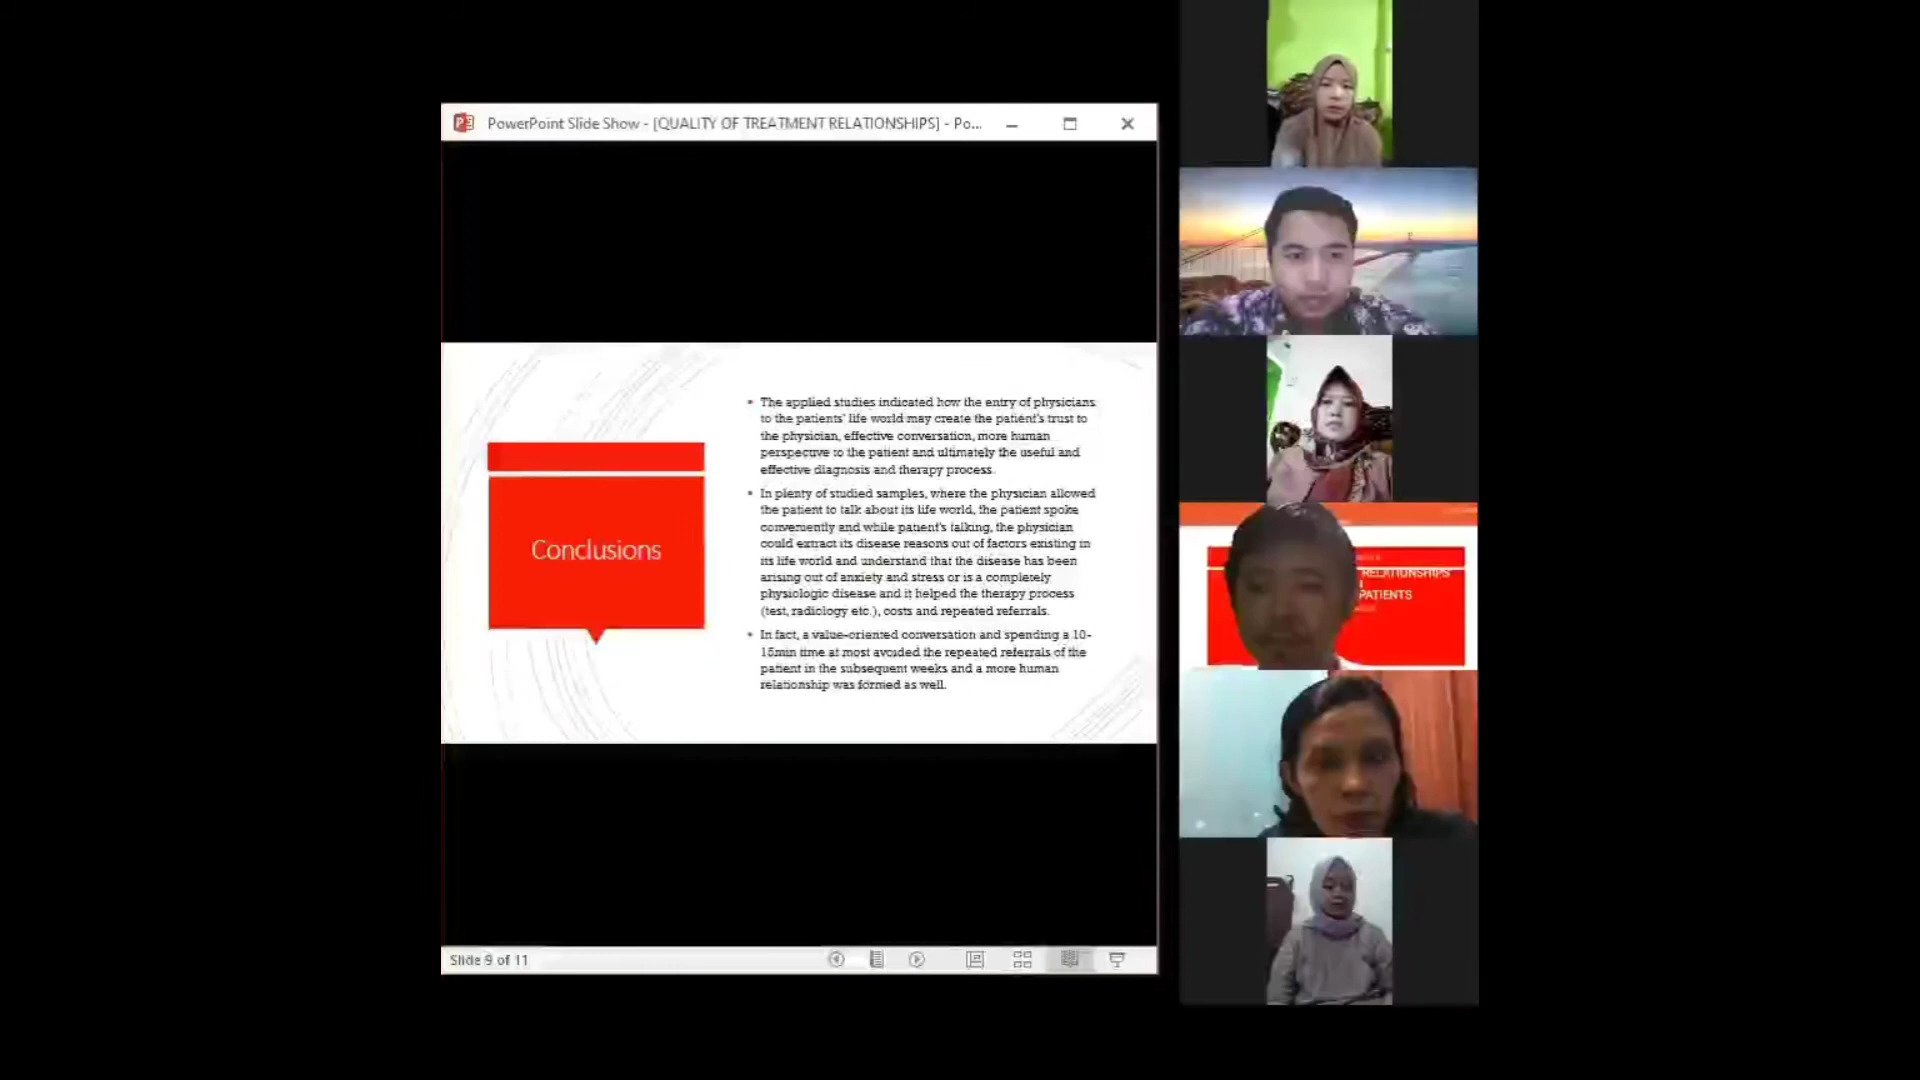 PowerPoint Slide Show - [QUALITY OF TREATMENT RELATIONSHIPS] - Po...
Conclusions
• The applied studies indicated how the entry of physicians
to the patients' life world may create the patient's trust to
the physician, effective conversation, more human
perspective to the patient and ultimately the useful and
effective diagnosis and therapy process.
• In plenty of studied samples, where the physician allowed
the patient to talk about its life world, the patient spoke
conveniently and while patient's talking, the physician
could extract its disease reasons out of factors existing in
its life world and understand that the disease has been
arising out of anxiety and stress or is a completely
physiologic disease and it helped the therapy process
(test, radiology etc.), costs and repeated referrals.
• In fact, a value-oriented conversation and spending a 10-
15min time at most avoided the repeated referrals of the
patient in the subsequent weeks and a more human
relationship was formed as well.
Slide 9 of 11
RELATIONSHIPS
PATIENTS